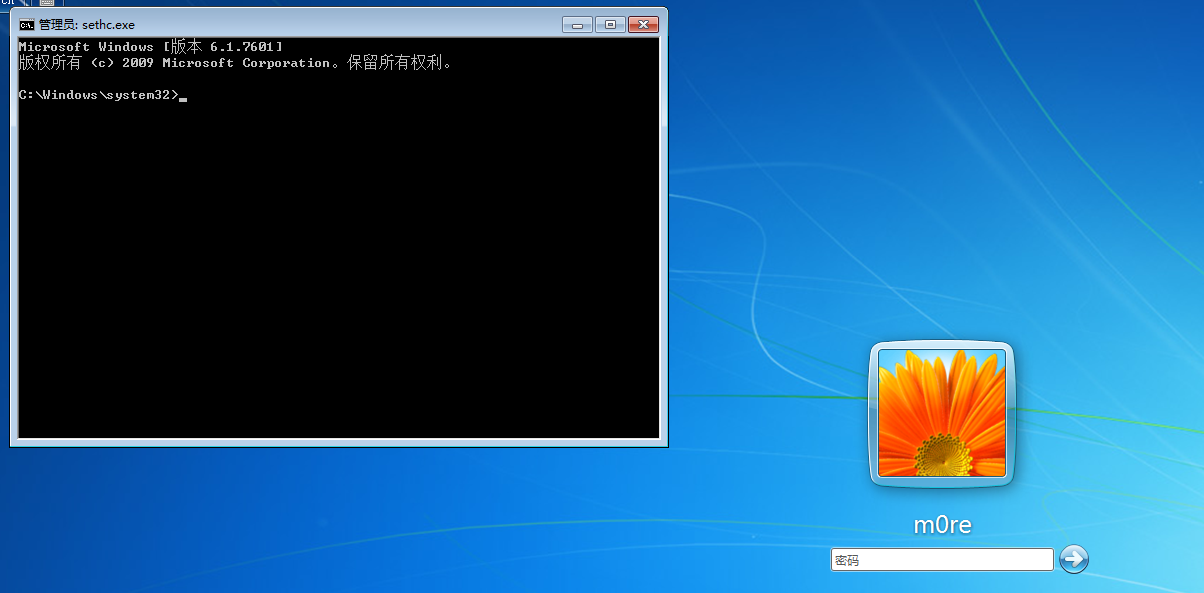 管理员: sethc.exe
Microsoft Windows [版本 6.1.7601]
版权所有 (c) 2009 Microsoft Corporation。保留所有权利。
C:\Windows\system32>
m0re
密码